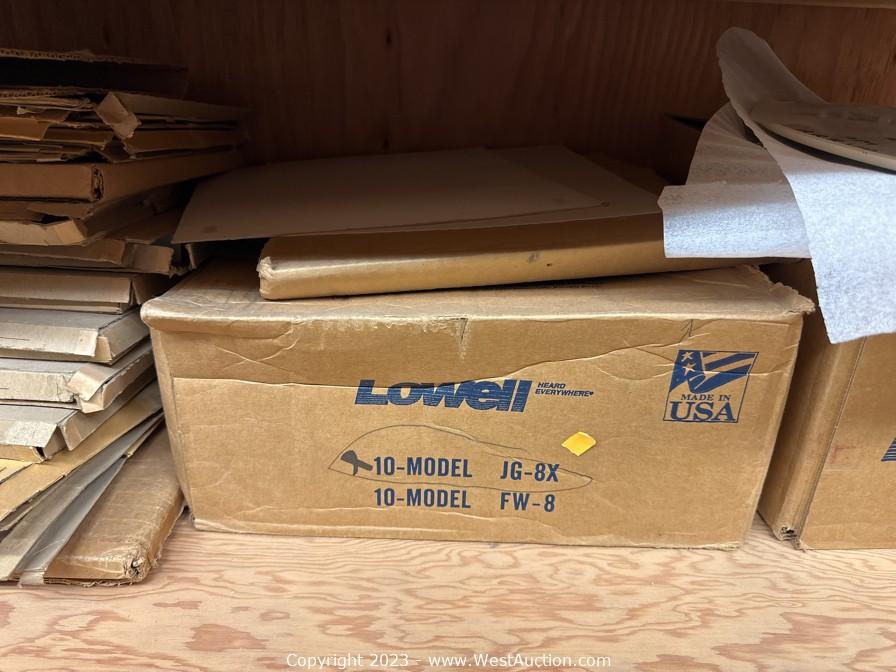 Lowell HEARD
EVERYWHERE
MADE IN
USA
10-MODEL JG-8X
10-MODEL FW-8
Copyright 2023 - www.WestAuction.com